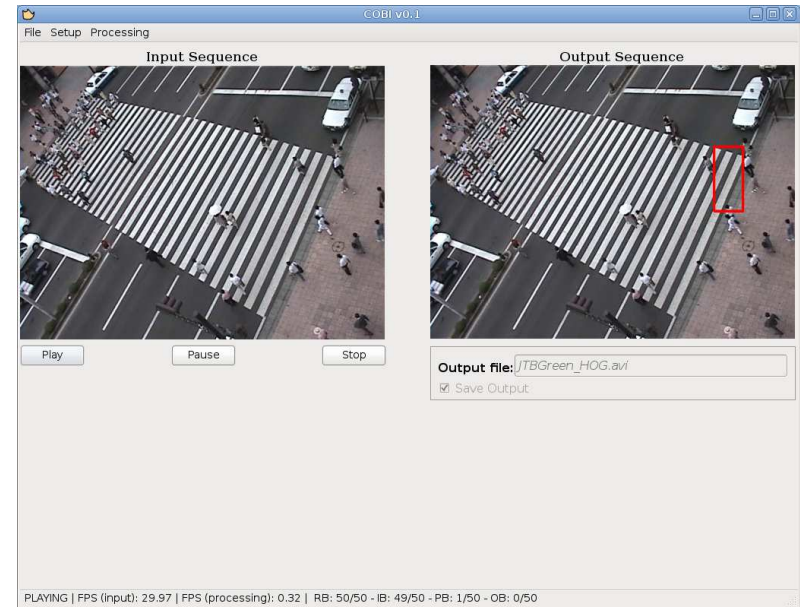 COBI v0.1
File Setup Processing
Input Sequence
Output Sequence
Play
Pause
Stop
Output file: JTBGreen_HOG.avi
Save Output
PLAYING | FPS (input): 29.97 | FPS (processing): 0.32 | RB: 50/50 - IB: 49/50 - PB: 1/50 - OB: 0/50